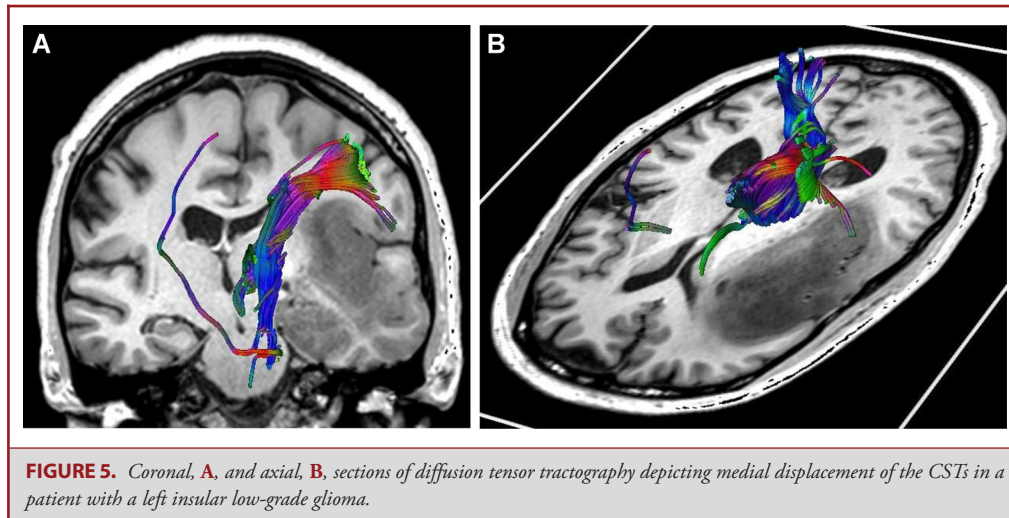 A
B
FIGURE 5. Coronal, A, and axial, B, sections of diffusion tensor tractography depicting medial displacement of the CSTs in a
patient with a left insular low-grade glioma.